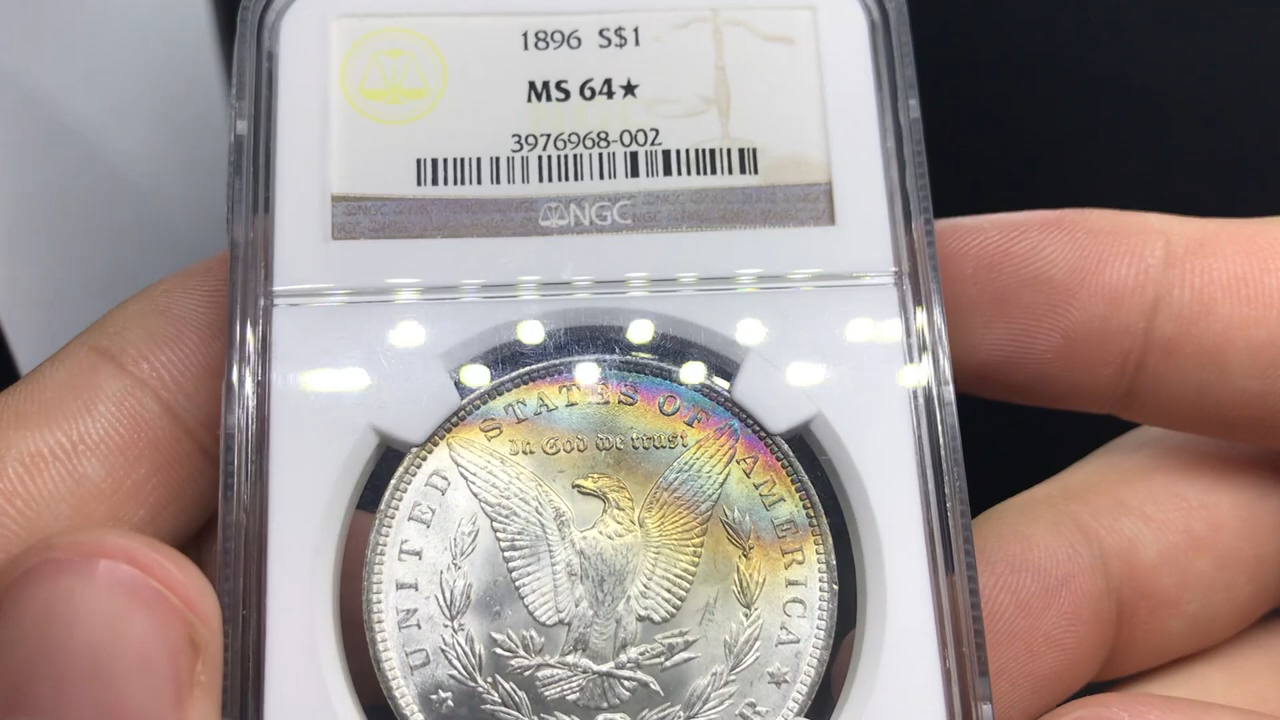 1896 S$1
MS 64★
3976968-002
NGC
UNITED STATES OF AMERICA
In God we trust